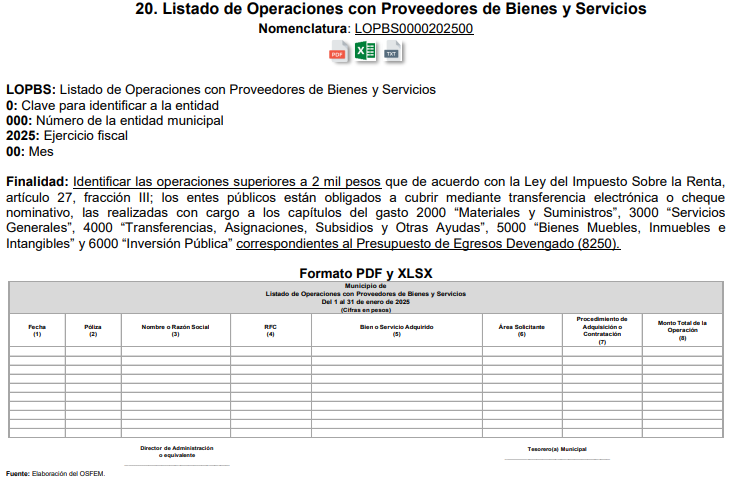 20. Listado de Operaciones con Proveedores de Bienes y Servicios
Nomenclatura: LOPBS0000202500
PDF TXT
LOPBS: Listado de Operaciones con Proveedores de Bienes y Servicios
0: Clave para identificar a la entidad
000: Número de la entidad municipal
2025: Ejercicio fiscal
00: Mes
Finalidad: Identificar las operaciones superiores a 2 mil pesos que de acuerdo con la Ley del Impuesto Sobre la Renta,
artículo 27, fracción III; los entes públicos están obligados a cubrir mediante transferencia electrónica o cheque
nominativo, las realizadas con cargo a los capítulos del gasto 2000 “Materiales y Suministros”, 3000 “Servicios
Generales”, 4000 “Transferencias, Asignaciones, Subsidios y Otras Ayudas”, 5000 “Bienes Muebles, Inmuebles e
Intangibles” y 6000 “Inversión Pública” correspondientes al Presupuesto de Egresos Devengado (8250).
Formato PDF y XLSX
Municipio de
Listado de Operaciones con Proveedores de Bienes y Servicios
Del 1 al 31 de enero de 2025
(Cifras en pesos)
Fecha (1) Póliza (2) Nombre o Razón Social (3) RFC (4) Bien o Servicio Adquirido (5) Área Solicitante (6) Procedimiento de Adquisición o Contratación (7) Monto Total de la Operación (8)
Director de Administración
o equivalente
Tesorero(a) Municipal
Fuente: Elaboración del OSFEM.